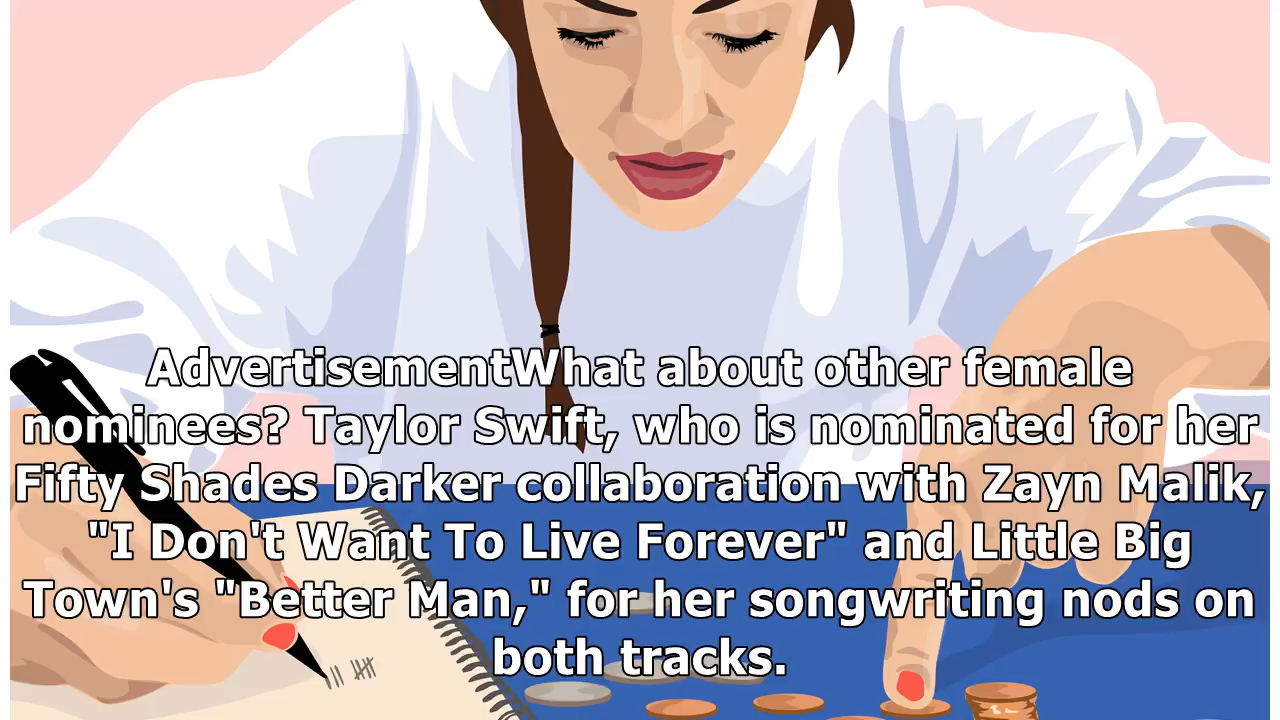 AdvertisementWhat about other female
nominees? Taylor Swift, who is nominated for her
Fifty Shades Darker collaboration with Zayn Malik,
"I Don't Want To Live Forever" and Little Big
Town's "Better Man," for her songwriting nods on
both tracks.